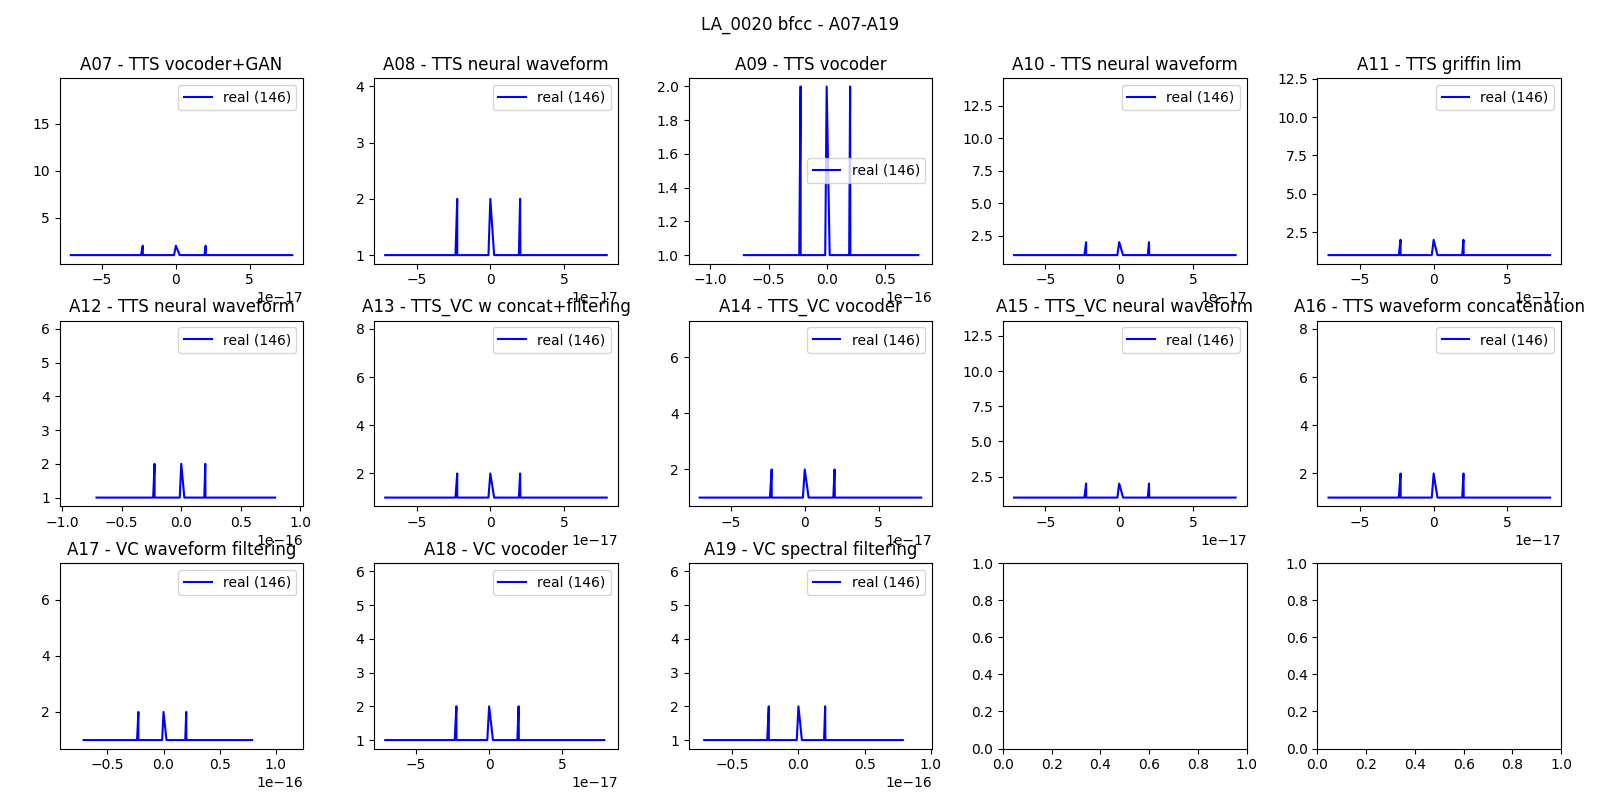 LA_0020 bfcc - A07-A19
A07 - TTS vocoder+GAN
A08 - TTS neural waveform
A09 - TTS vocoder
A10 - TTS neural waveform
A11 - TTS griffin lim
real (146)
15
10
5
−5 0 5
1e−17
real (146)
4
3
2
1
−5 0 5
1e−17
real (146)
2.0
1.8
1.6
1.4
1.2
1.0
−1.0 −0.5 0.0 0.5
1e−16
real (146)
12.5
10.0
7.5
5.0
2.5
−5 0 5
1e−17
real (146)
12.5
10.0
7.5
5.0
2.5
−5 0 5
1e−17
A12 - TTS neural waveform
A13 - TTS_VC w concat+filtering
A14 - TTS_VC vocoder
A15 - TTS_VC neural waveform
A16 - TTS waveform concatenation
real (146)
6
5
4
3
2
1
−1.0 −0.5 0.0 0.5 1.0
1e−16
real (146)
8
6
4
2
−5 0 5
1e−17
real (146)
6
4
2
−5 0 5
1e−17
real (146)
12.5
10.0
7.5
5.0
2.5
−5 0 5
1e−17
real (146)
8
6
4
2
−5 0 5
1e−17
A17 - VC waveform filtering
A18 - VC vocoder
A19 - VC spectral filtering
real (146)
6
4
2
−0.5 0.0 0.5 1.0
1e−16
real (146)
6
5
4
3
2
1
−5 0 5
1e−17
real (146)
6
5
4
3
2
1
−0.5 0.0 0.5 1.0
1e−16
1.0
0.8
0.6
0.4
0.2
0.0
0.0 0.2 0.4 0.6 0.8 1.0
1.0
0.8
0.6
0.4
0.2
0.0
0.0 0.2 0.4 0.6 0.8 1.0